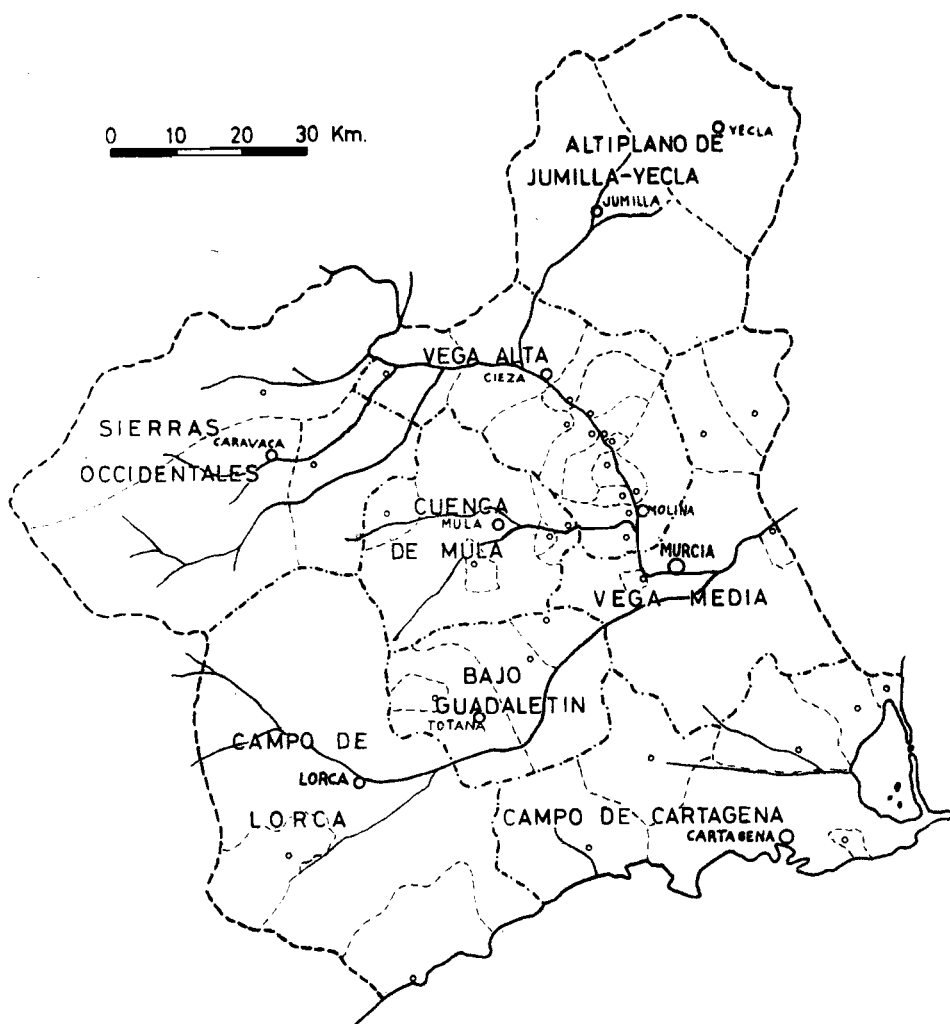 0 10 20 30 Km.
YECLA
ALTIPLANO DE
JUMILLA-YECLA
JUMILLA
VEGA ALTA
CIEZA
SIERRAS
CARAVACA
OCCIDENTALES
CUENCA
MULA
DE MULA
MOLINA
MURCIA
VEGA MEDIA
BAJO
GUADALETIN
TOTANA
CAMPO DE
LORCA
LORCA
CAMPO DE CARTAGENA
CARTAGENA